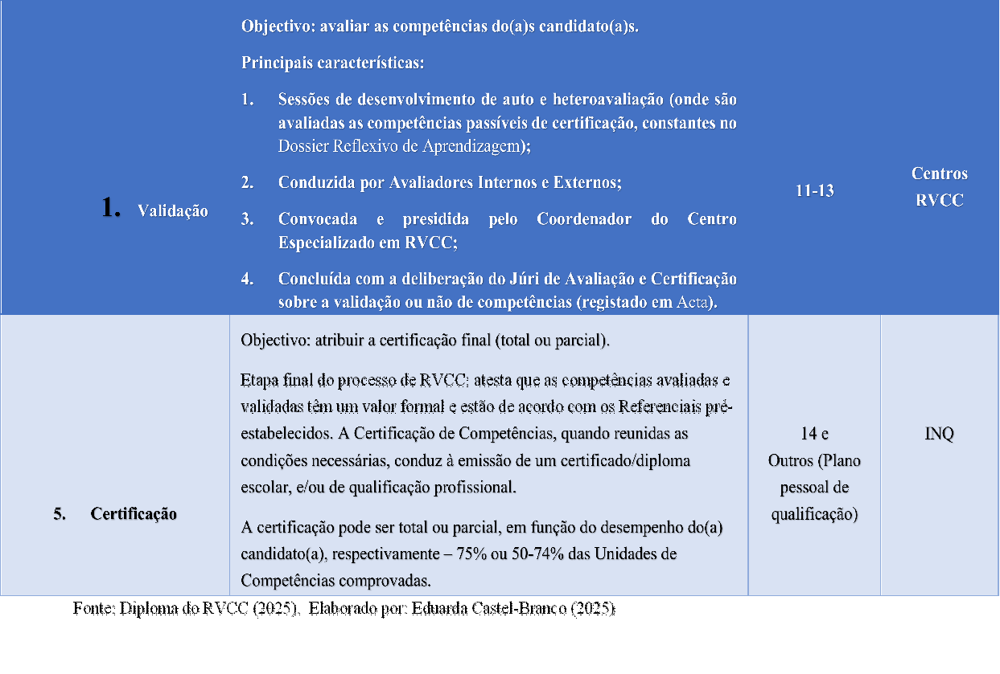 Objectivo: avaliar as competências do(a)s candidato(a)s.
Principais características:
1. Sessões de desenvolvimento de auto e heteroavaliação (onde são
avaliadas as competências passíveis de certificação, constantes no
Dossier Reflexivo de Aprendizagem);
2. Conduzida por Avaliadores Internos e Externos;
3. Convocada e presidida pelo Coordenador do Centro
Especializado em RVCC;
4. Concluída com a deliberação do Júri de Avaliação e Certificação
sobre a validação ou não de competências (registado em Acta).
1. Validação
11-13
Centros
RVCC
5. Certificação
Objectivo: atribuir a certificação final (total ou parcial).
Etapa final do processo de RVCC; atesta que as competências avaliadas e
validadas têm um valor formal e estão de acordo com os Referenciais pré-
estabelecidos. A Certificação de Competências, quando reunidas as
condições necessárias, conduz à emissão de um certificado/diploma
escolar, e/ou de qualificação profissional.
A certificação pode ser total ou parcial, em função do desempenho do(a)
candidato(a), respectivamente – 75% ou 50-74% das Unidades de
Competências comprovadas.
14 e
Outros (Plano
pessoal de
qualificação)
INQ
Fonte: Diploma do RVCC (2025). Elaborado por: Eduarda Castel-Branco (2025)